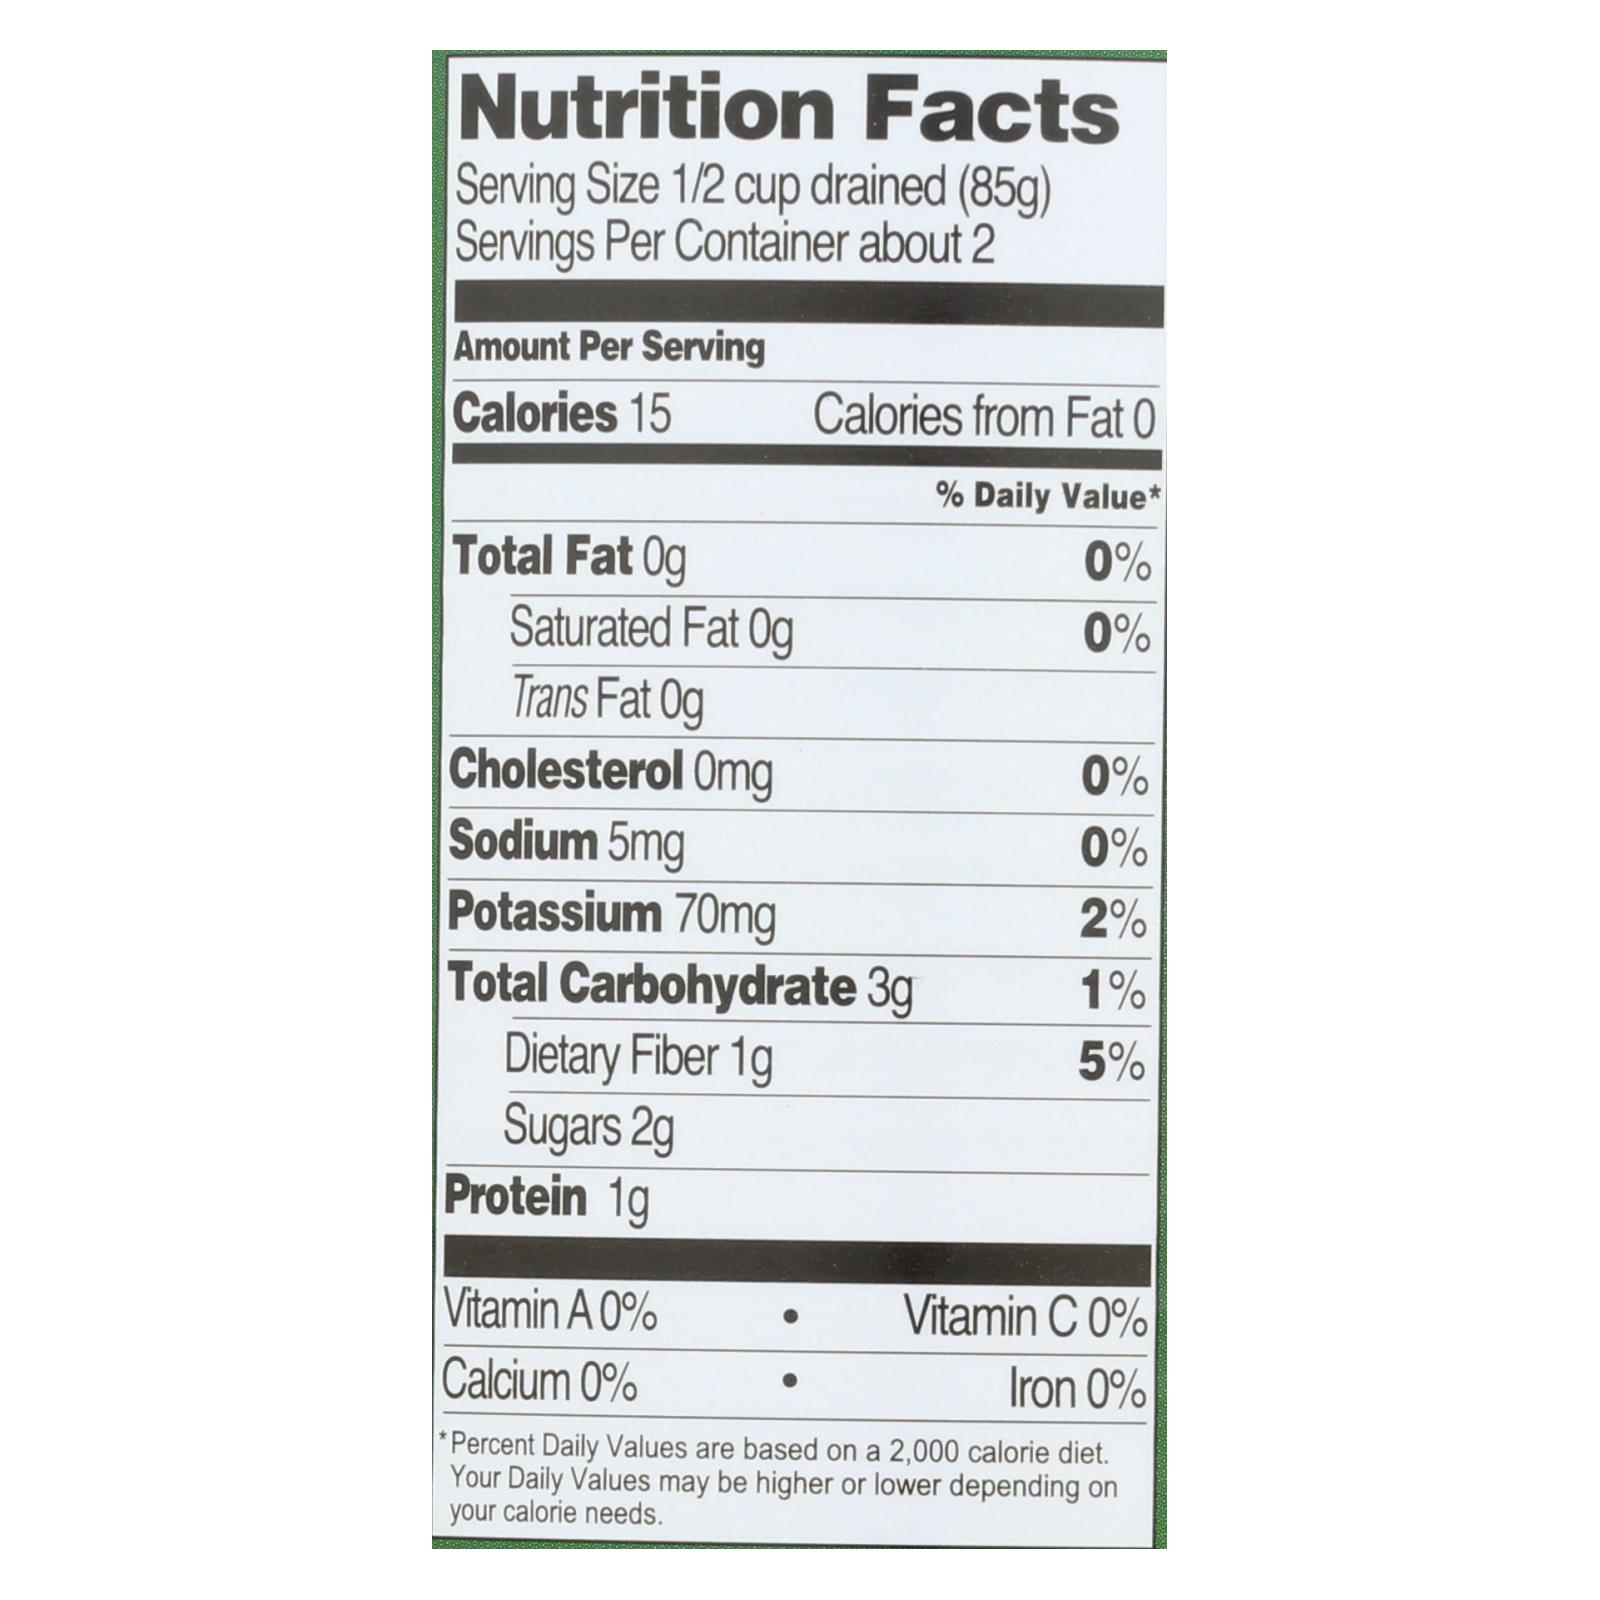 Nutrition Facts
Serving Size 1/2 cup drained (85g)
Servings Per Container about 2
Amount Per Serving
Calories 15 Calories from Fat 0
% Daily Value*
Total Fat 0g 0%
Saturated Fat 0g 0%
Trans Fat 0g
Cholesterol 0mg 0%
Sodium 5mg 0%
Potassium 70mg 2%
Total Carbohydrate 3g 1%
Dietary Fiber 1g 5%
Sugars 2g
Protein 1g
Vitamin A 0% • Vitamin C 0%
Calcium 0% • Iron 0%
*Percent Daily Values are based on a 2,000 calorie diet.
Your Daily Values may be higher or lower depending on
your calorie needs.